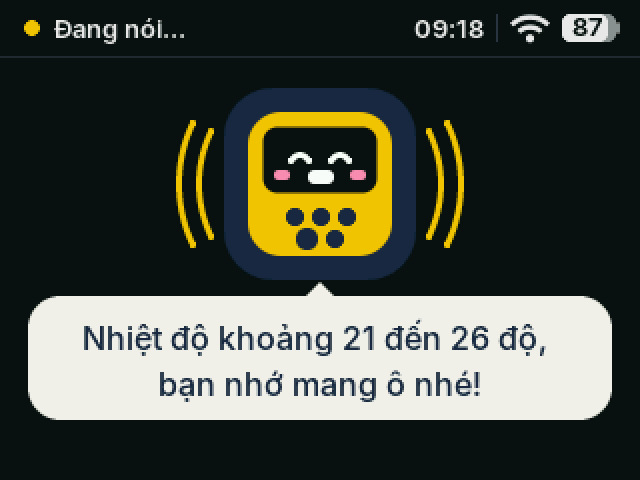 Đang nói...
09:18
87
Nhiệt độ khoảng 21 đến 26 độ,
bạn nhớ mang ô nhé!